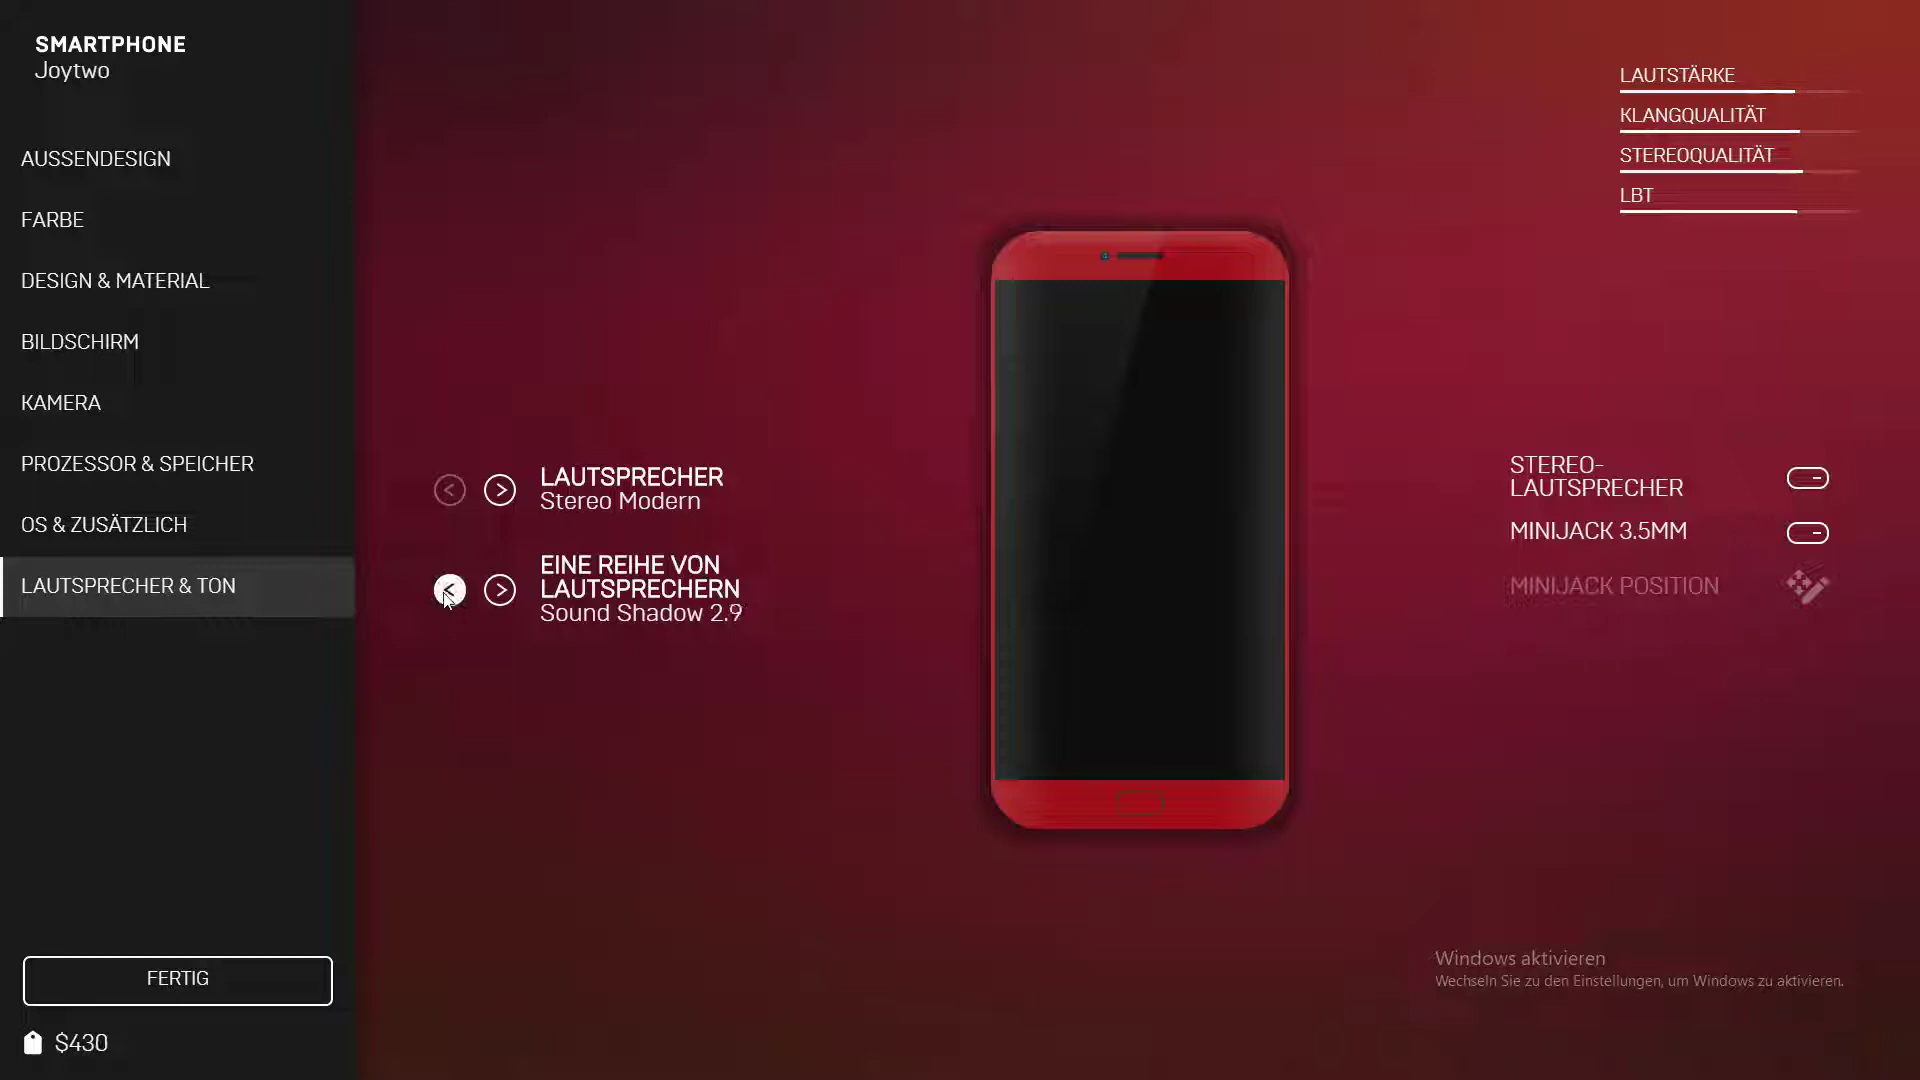 SMARTPHONE
Joytwo
AUSSENDESIGN
FARBE
DESIGN & MATERIAL
BILDSCHIRM
KAMERA
PROZESSOR & SPEICHER
OS & ZUSÄTZLICH
LAUTSPRECHER & TON
FERTIG
$430
LAUTSPRECHER
Stereo Modern
EINE REIHE VON
LAUTSPRECHERN
Sound Shadow 2.9
LAUTSTÄRKE
KLANGQUALITÄT
STEREOQUALITÄT
LBT
STEREO-
LAUTSPRECHER
MINIJACK 3.5MM
MINIJACK POSITION
Windows aktivieren
Wechseln Sie zu den Einstellungen, um Windows zu aktivieren.